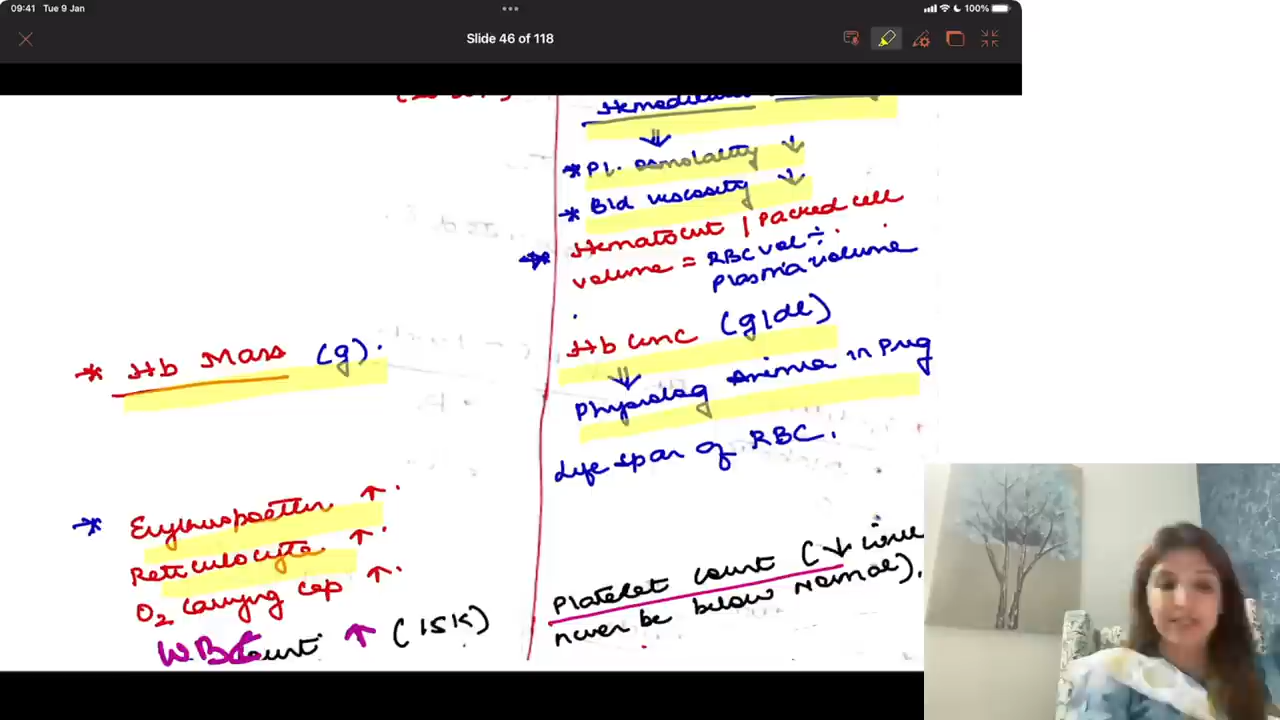 09:41 Tue 9 Jan
100%
Slide 46 of 118
Hemodilution
* Pl. osmolality ↓
* Bld viscosity ↓
* Hematocrit | Packed cell
volume = RBC vol ÷
plasma volume
* Hb Mass (g).
Hb conc (g|dl)
Physiolog Anemia in Preg
Life span of RBC.
* Erythropoetin ↑
Reticulocyte ↑
O2 carrying cap ↑
WBC count ↑ (15K)
Platelet count (↓ will
never be below normal).